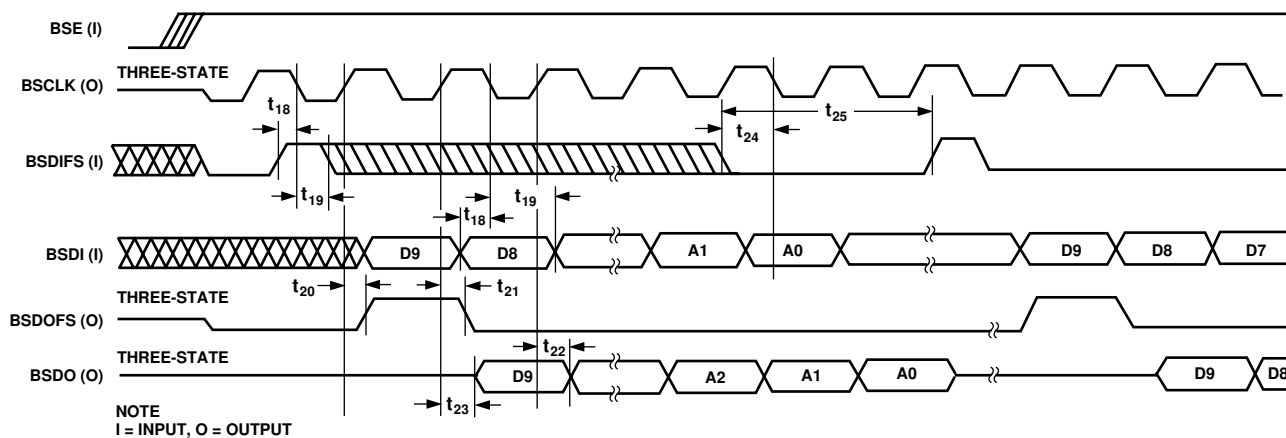 BSE (I)
THREE-STATE
BSCLK (O)
t18
t24
t25
BSDIFS (I)
t19
t18
t19
BSDI (I)
D9
D8
A1
A0
D9
D8
D7
THREE-STATE
t20
t21
BSDOFS (O)
THREE-STATE
t22
BSDO (O)
D9
A2
A1
A0
D9
D8
t23
NOTE
I = INPUT, O = OUTPUT